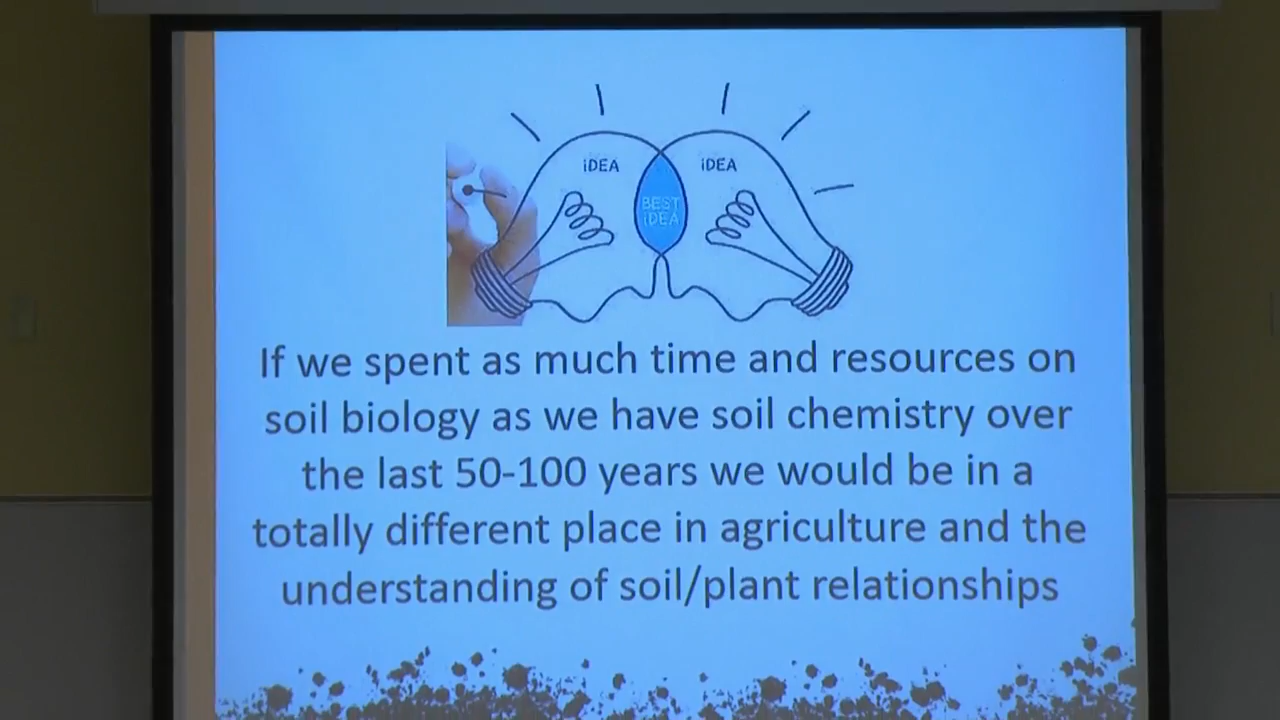 iDEA iDEA
BEST
iDEA
If we spent as much time and resources on
soil biology as we have soil chemistry over
the last 50-100 years we would be in a
totally different place in agriculture and the
understanding of soil/plant relationships